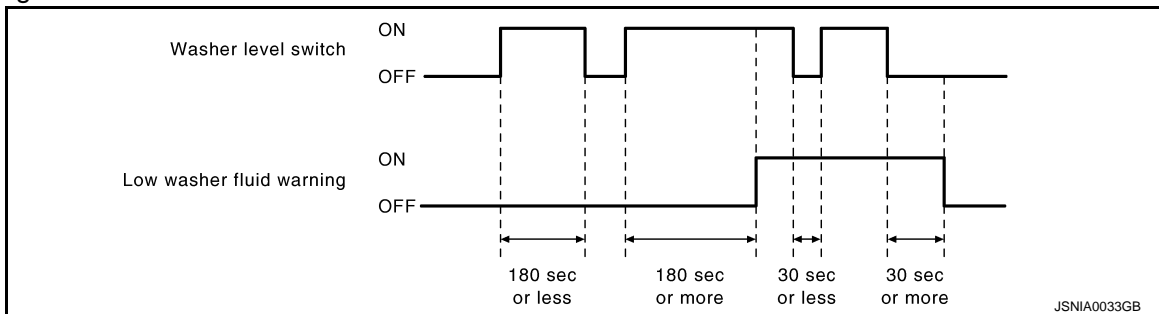 ON
Washer level switch
OFF
ON
Low washer fluid warning
OFF
180 sec 180 sec 30 sec 30 sec
or less or more or less or more
JSNIA0033GB